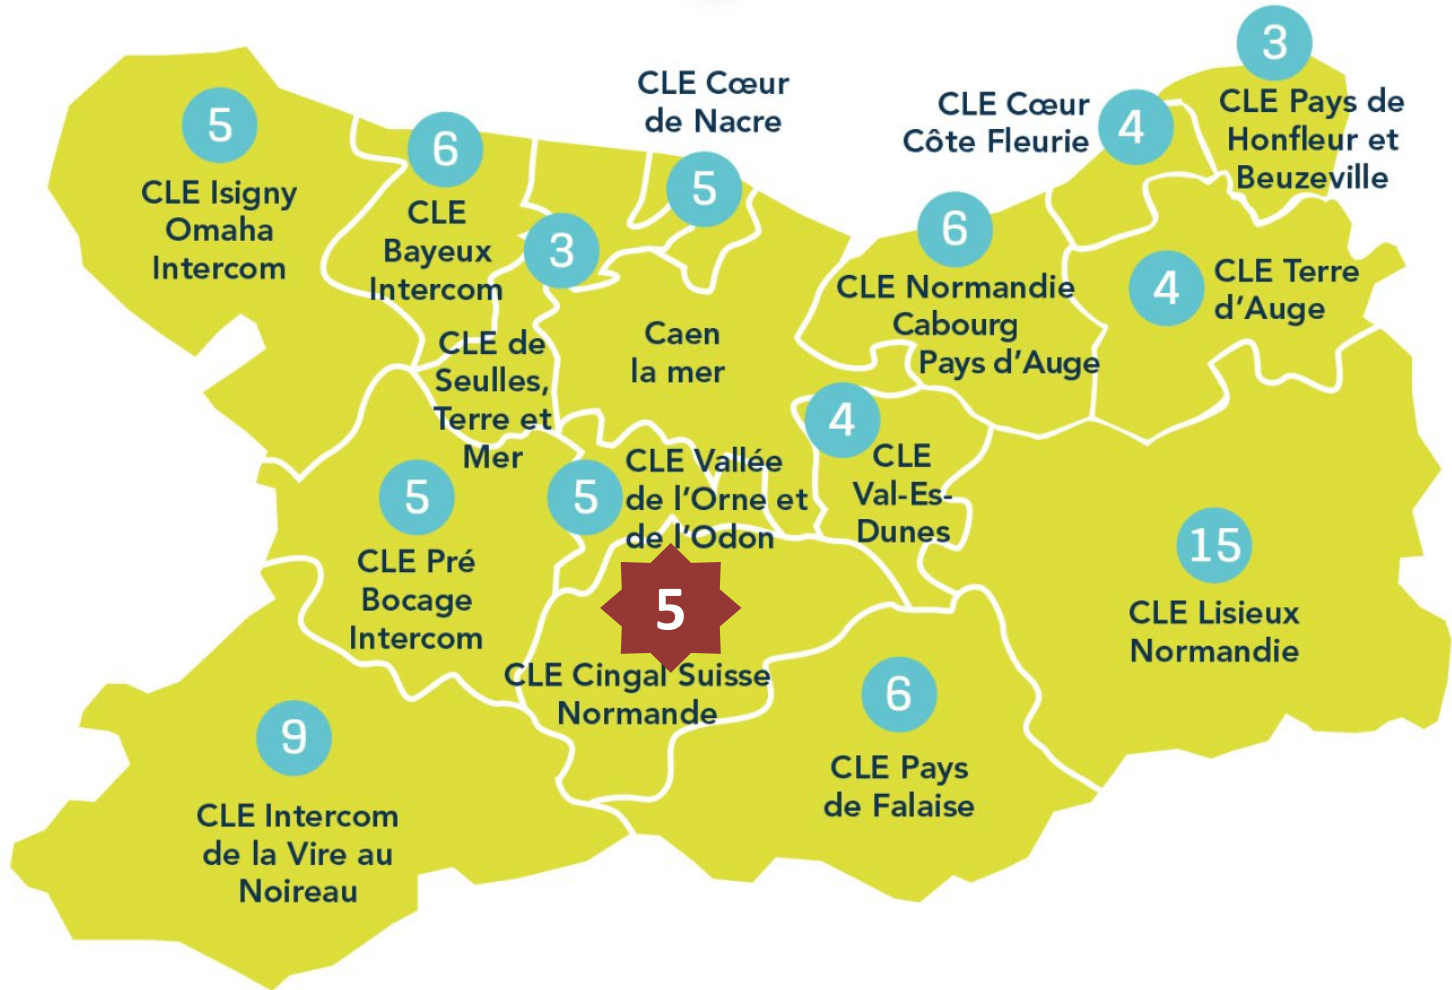 5
CLE Isigny
Omaha
Intercom
6
CLE
Bayeux
Intercom
3
CLE de
Seulles,
Terre et
Mer
CLE Cœur
de Nacre
5
Caen
la mer
CLE Cœur
Côte Fleurie
4
3
CLE Pays de
Honfleur et
Beuzeville
6
CLE Normandie
Cabourg
Pays d’Auge
4
CLE Terre
d’Auge
5
CLE Pré
Bocage
Intercom
5
CLE Vallée
de l’Orne et
de l’Odon
4
CLE
Val-Es-
Dunes
15
CLE Lisieux
Normandie
5
CLE Cingal Suisse
Normande
6
CLE Pays
de Falaise
9
CLE Intercom
de la Vire au
Noireau